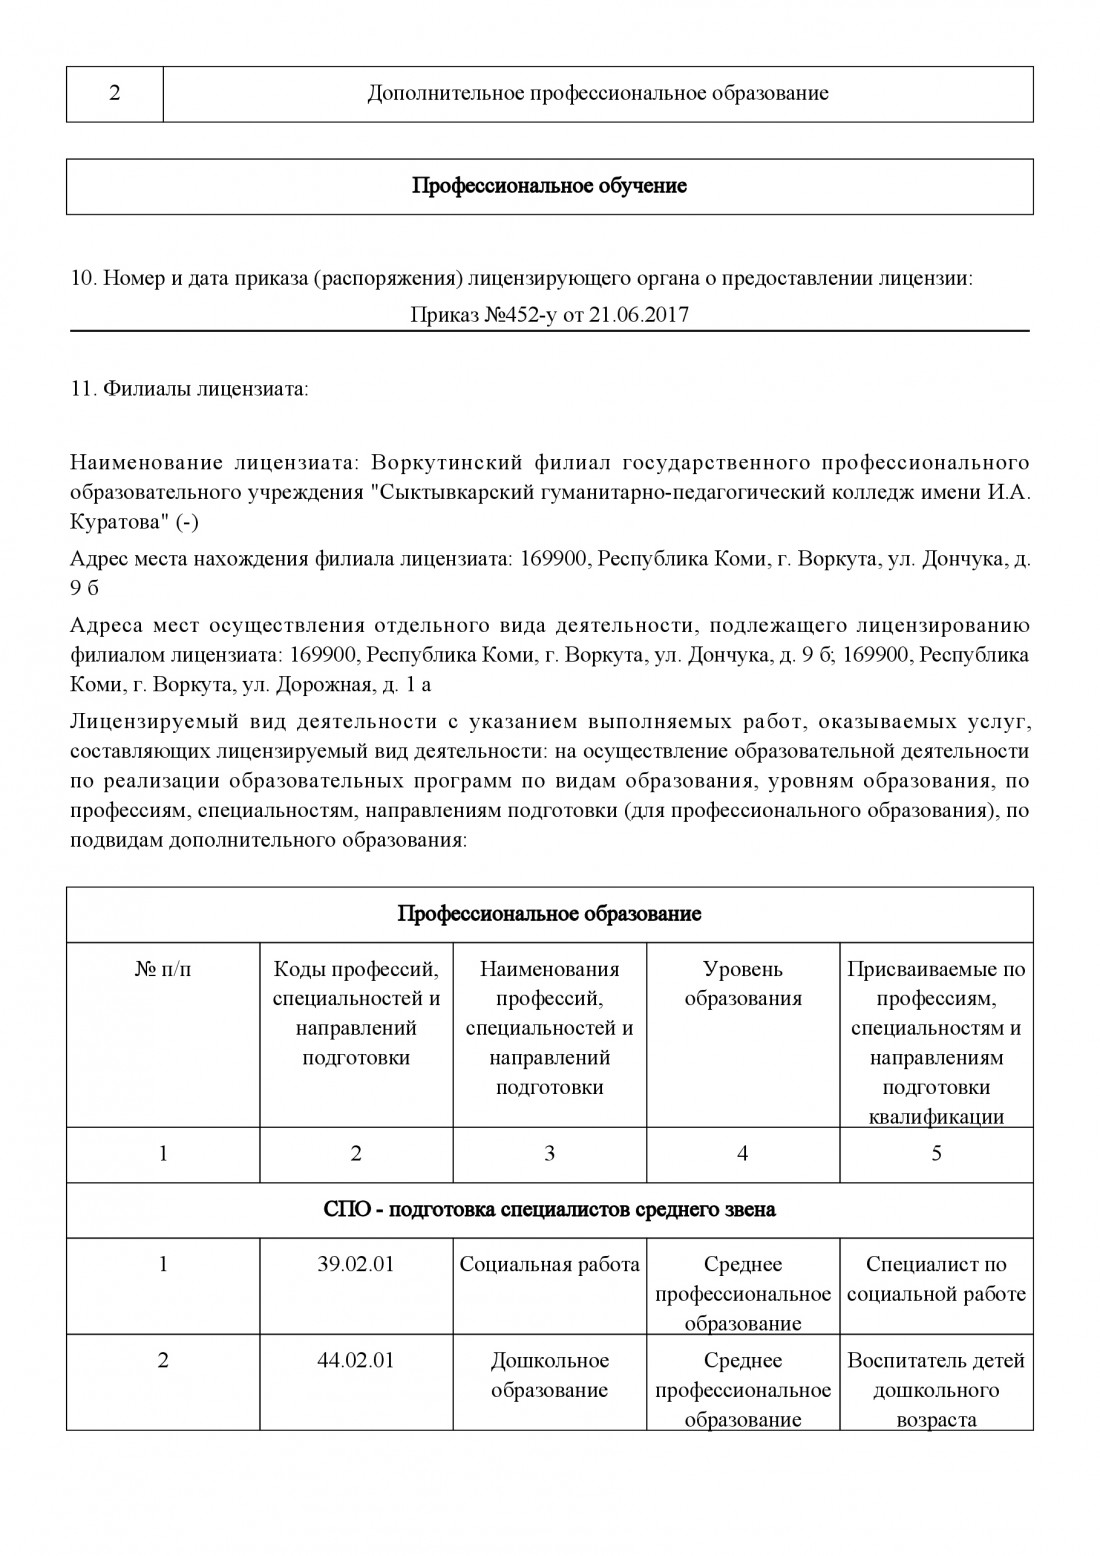 2 Дополнительное профессиональное образование
Профессиональное обучение
10. Номер и дата приказа (распоряжения) лицензирующего органа о предоставлении лицензии:
Приказ №452-у от 21.06.2017
11. Филиалы лицензиата:
Наименование лицензиата: Воркутинский филиал государственного профессионального
образовательного учреждения "Сыктывкарский гуманитарно-педагогический колледж имени И.А.
Куратова" (-)
Адрес места нахождения филиала лицензиата: 169900, Республика Коми, г. Воркута, ул. Дончука, д.
9 б
Адреса мест осуществления отдельного вида деятельности, подлежащего лицензированию
филиалом лицензиата: 169900, Республика Коми, г. Воркута, ул. Дончука, д. 9 б; 169900, Республика
Коми, г. Воркута, ул. Дорожная, д. 1 а
Лицензируемый вид деятельности с указанием выполняемых работ, оказываемых услуг,
составляющих лицензируемый вид деятельности: на осуществление образовательной деятельности
по реализации образовательных программ по видам образования, уровням образования, по
профессиям, специальностям, направлениям подготовки (для профессионального образования), по
подвидам дополнительного образования:
Профессиональное образование
№ п/п
Коды профессий,
специальностей и
направлений
подготовки
Наименования
профессий,
специальностей и
направлений
подготовки
Уровень
образования
Присваиваемые по
профессиям,
специальностям и
направлениям
подготовки
квалификации
1 2 3 4 5
СПО - подготовка специалистов среднего звена
1
39.02.01
Социальная работа
Среднее
профессиональное
образование
Специалист по
социальной работе
2
44.02.01
Дошкольное
образование
Среднее
профессиональное
образование
Воспитатель детей
дошкольного
возраста